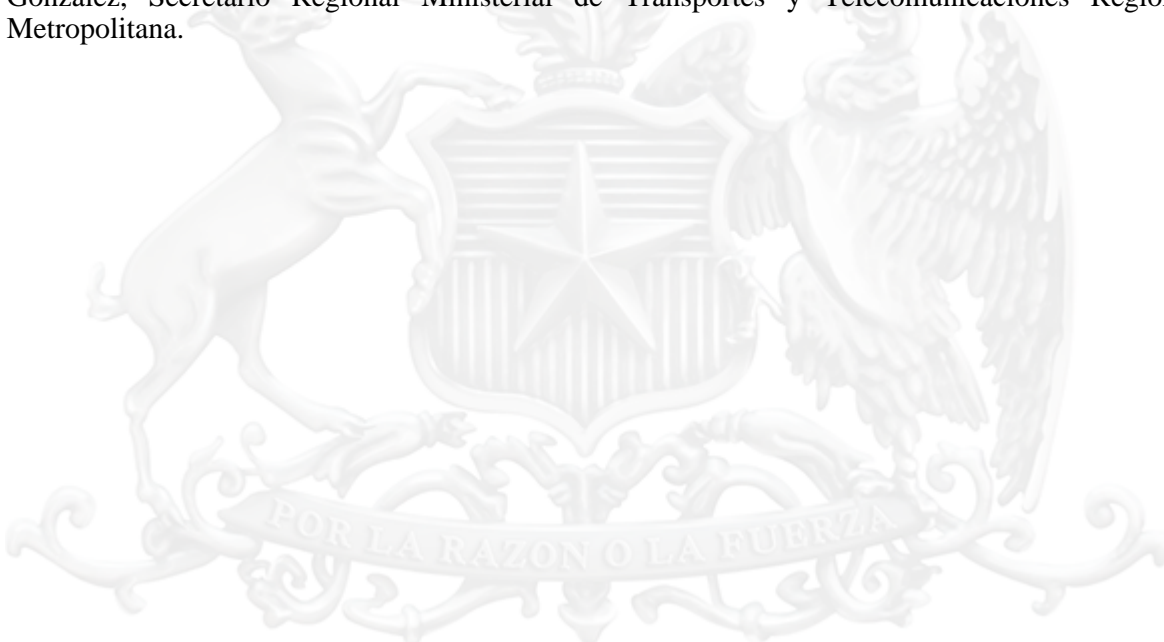 González, Secretario Regional Ministerial de Transportes y Telecomunicaciones Región
Metropolitana.
POR LA RAZON O LA FUERZA